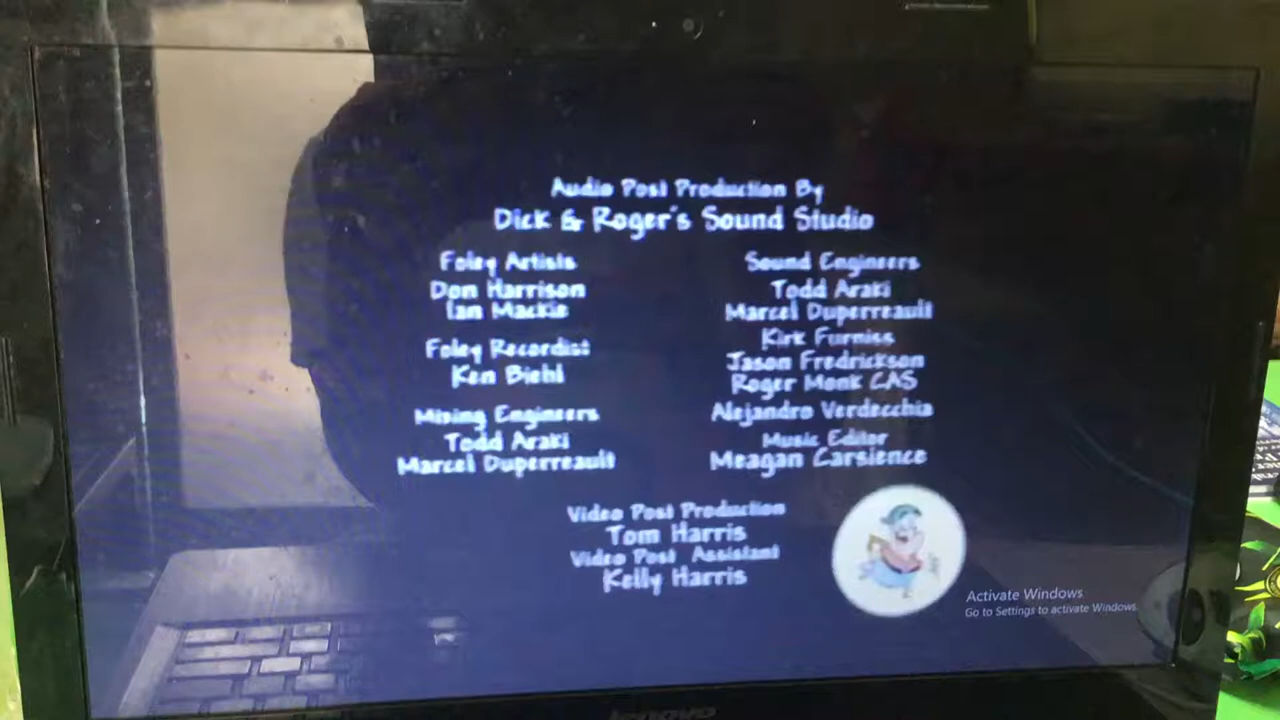 Audio Post Production By
Dick & Roger's Sound Studio
Foley Artists
Don Harrison
Ian Mackie
Foley Recordist
Ken Biehl
Mixing Engineers
Todd Araki
Marcel Duperreault
Sound Engineers
Todd Araki
Marcel Duperreault
Kirk Furniss
Jason Fredrickson
Roger Monk CAS
Alejandro Verdecchia
Music Editor
Meagan Carsience
Video Post Production
Tom Harris
Video Post Assistant
Kelly Harris
Activate Windows
Go to Settings to activate Windows.
lenovo